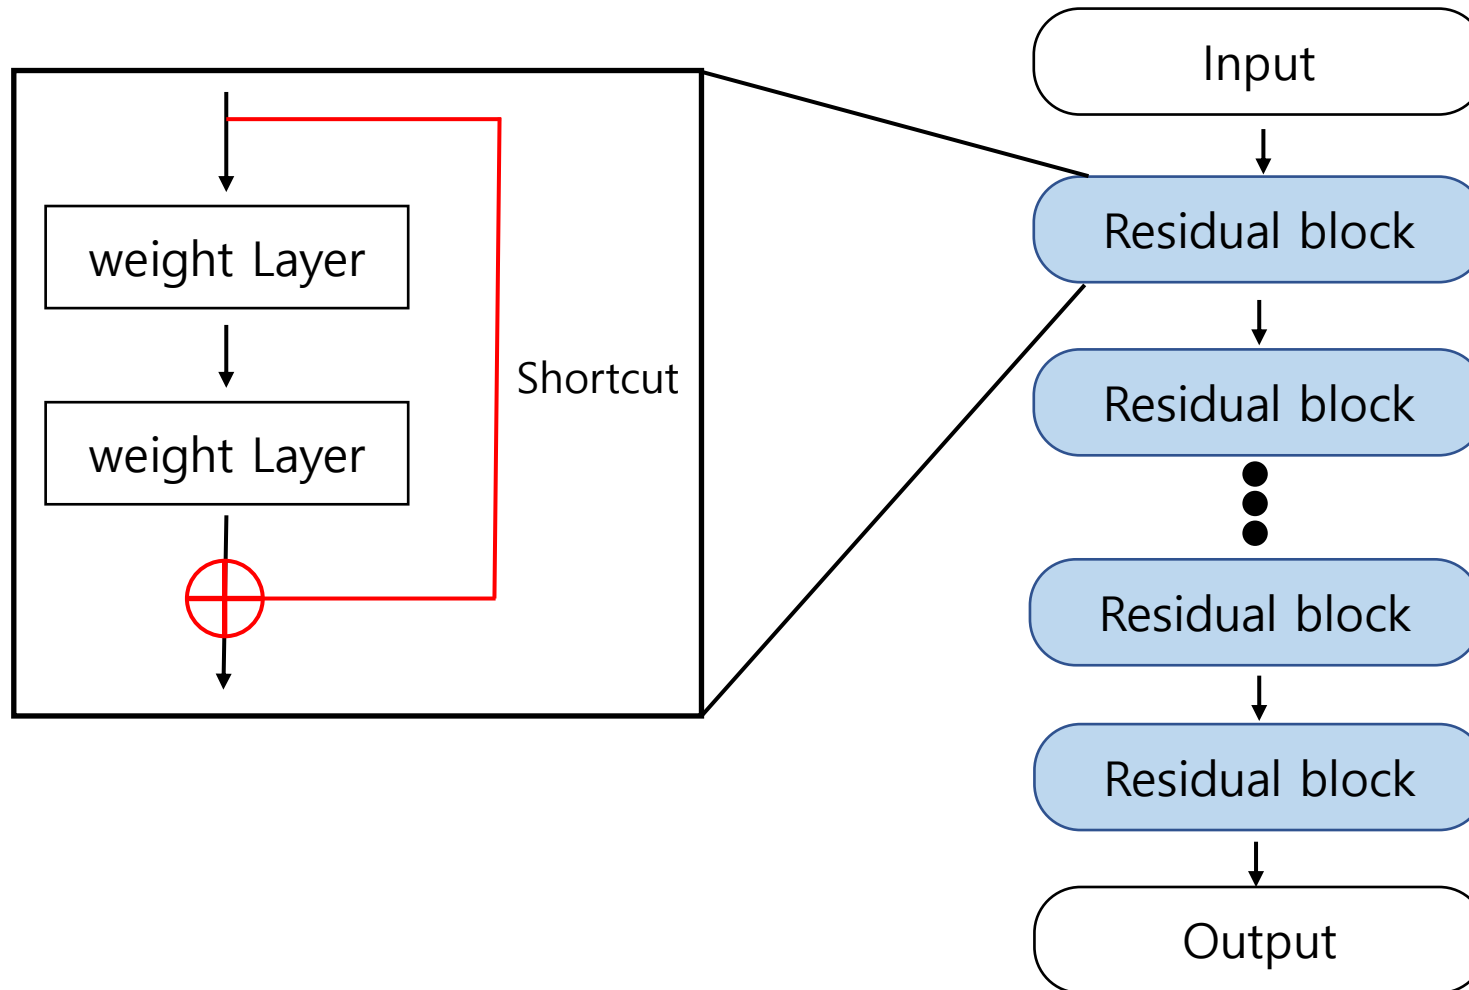 weight Layer
weight Layer
Shortcut
Input
Residual block
Residual block
Residual block
Residual block
Output